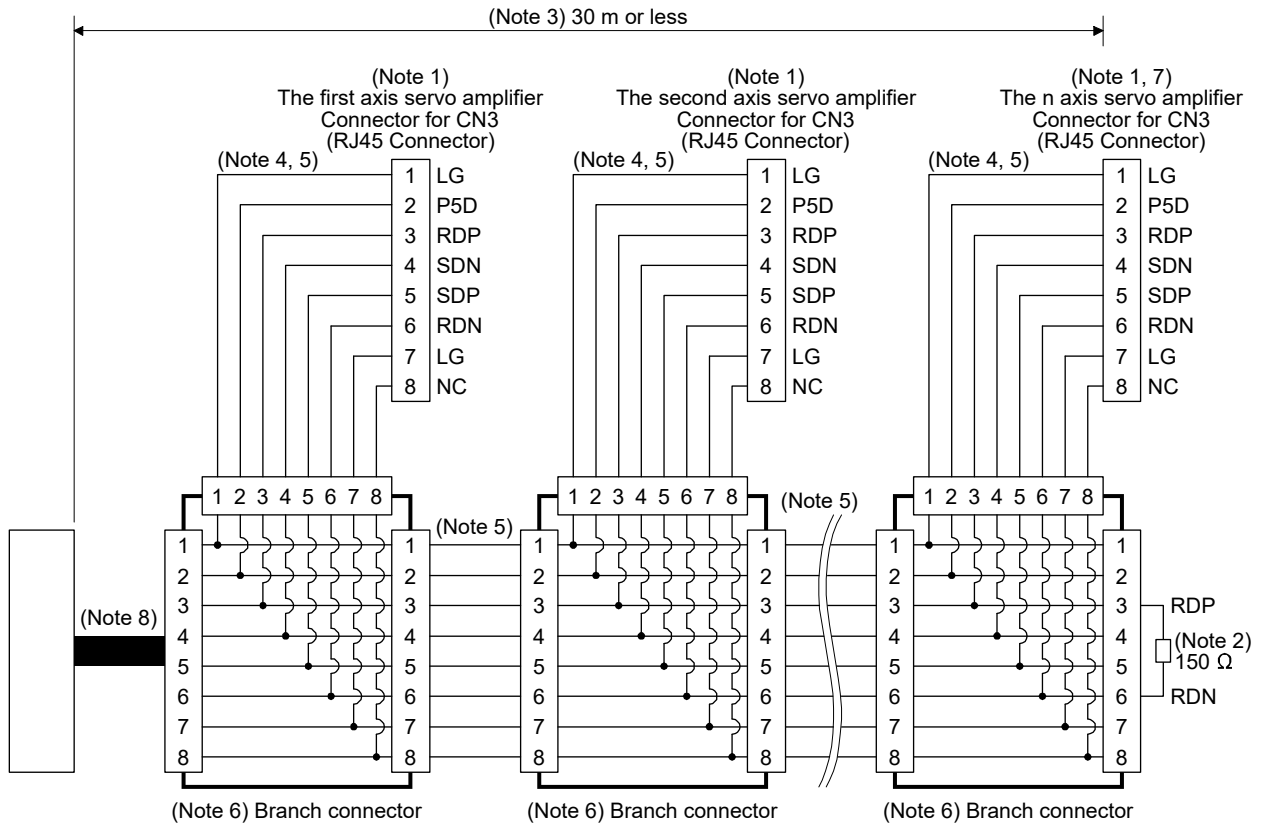 (Note 3) 30 m or less
(Note 1)
The first axis servo amplifier
Connector for CN3
(RJ45 Connector)
(Note 1)
The second axis servo amplifier
Connector for CN3
(RJ45 Connector)
(Note 1, 7)
The n axis servo amplifier
Connector for CN3
(RJ45 Connector)
(Note 4, 5)
1 LG
2 P5D
3 RDP
4 SDN
5 SDP
6 RDN
7 LG
8 NC
(Note 4, 5)
1 LG
2 P5D
3 RDP
4 SDN
5 SDP
6 RDN
7 LG
8 NC
(Note 4, 5)
1 LG
2 P5D
3 RDP
4 SDN
5 SDP
6 RDN
7 LG
8 NC
1 2 3 4 5 6 7 8
1 2 3 4 5 6 7 8
1 2 3 4 5 6 7 8
(Note 8)
(Note 5)
(Note 5)
1 1 1 1 1 1
2 2 2 2 2 2
3 3 3 3 3 3 RDP
4 4 4 4 4 4
(Note 2)
150 Ω
5 5 5 5 5 5
6 6 6 6 6 6 RDN
7 7 7 7 7 7
8 8 8 8 8 8
(Note 6) Branch connector
(Note 6) Branch connector
(Note 6) Branch connector